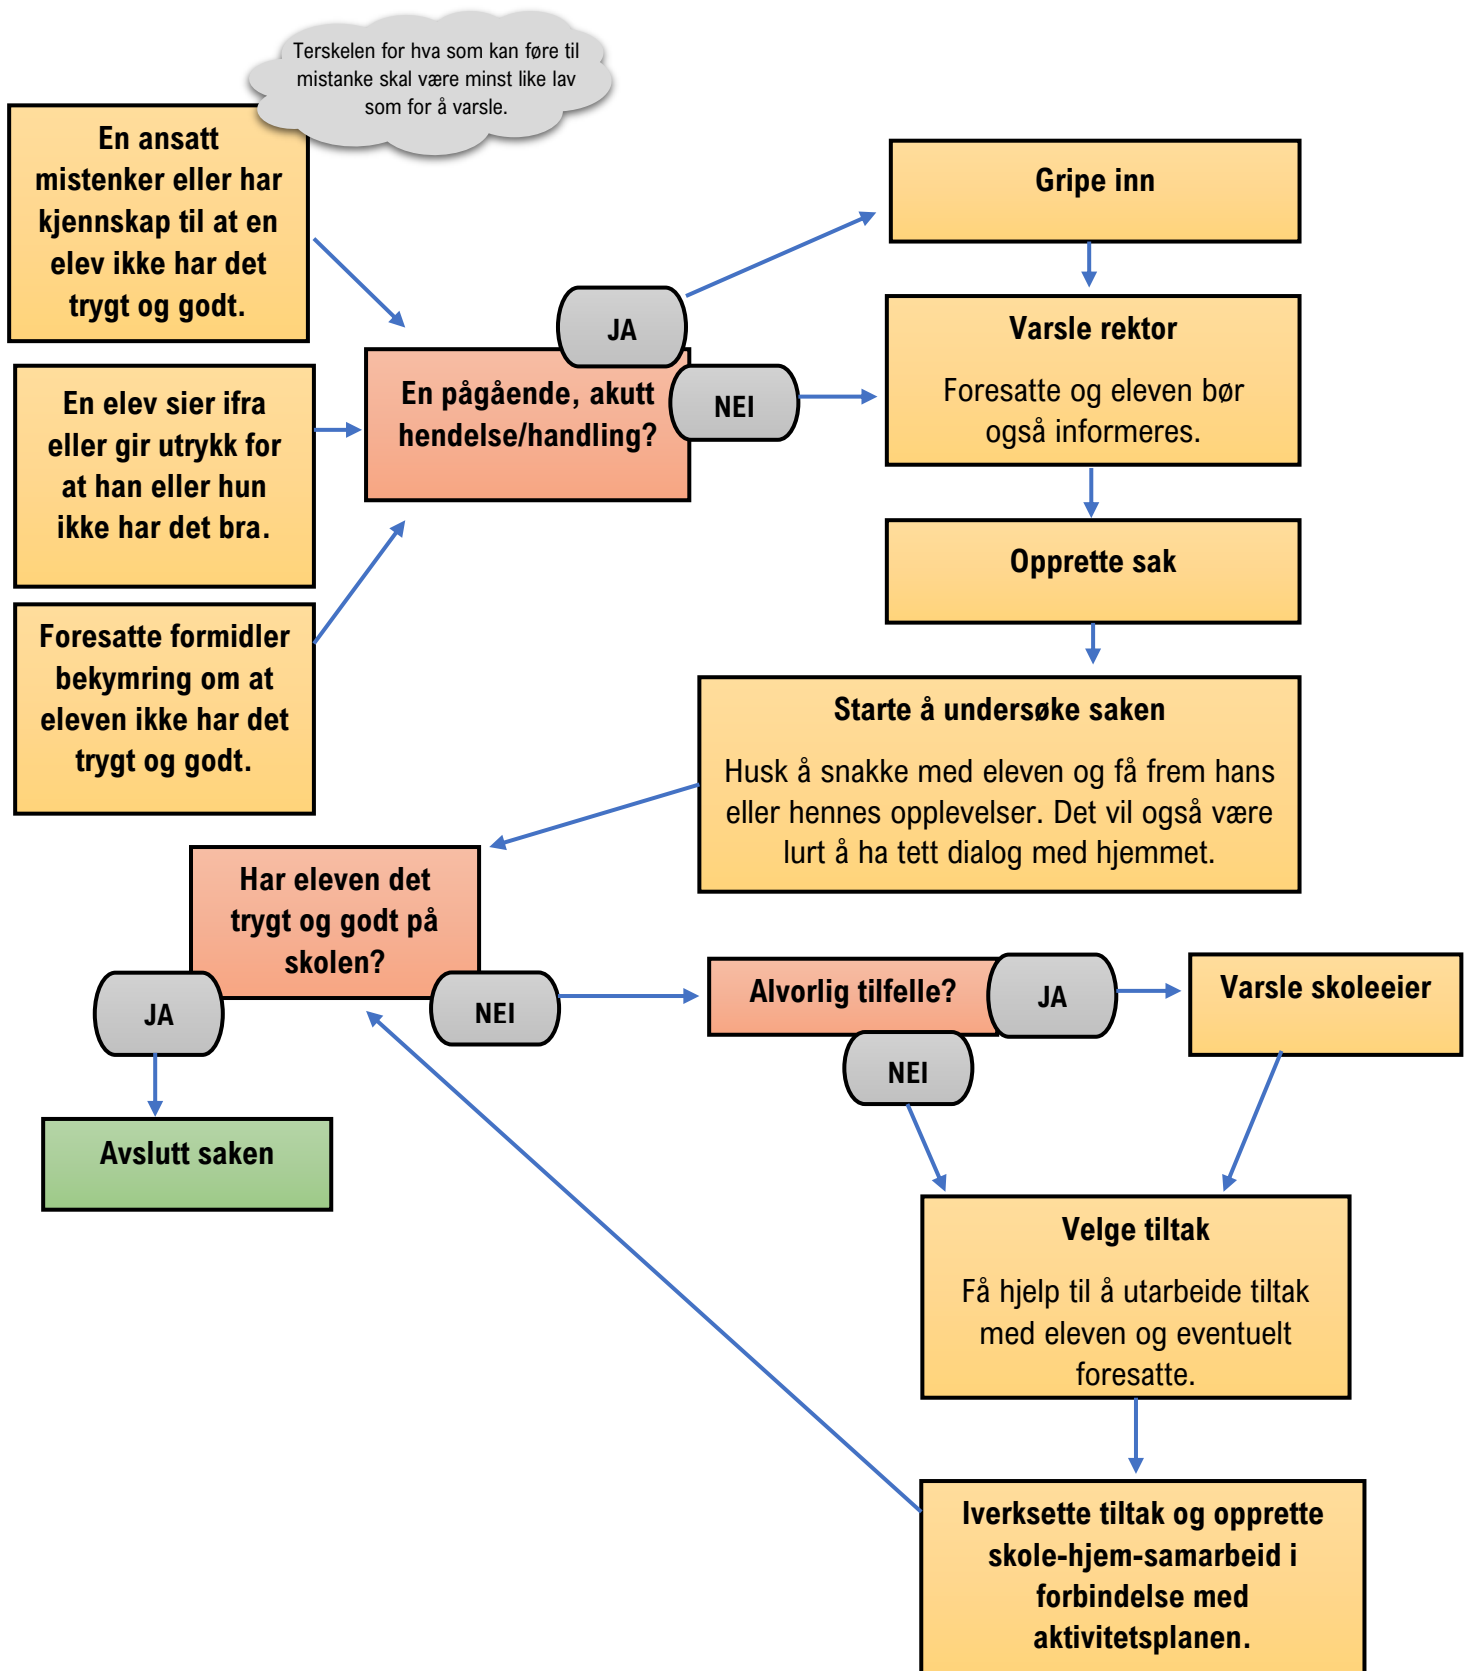 Terskelen for hva som kan føre til
mistanke skal være minst like lav
som for å varsle.
En ansatt
mistenker eller har
kjennskap til at en
elev ikke har det
trygt og godt.
En elev sier ifra
eller gir utrykk for
at han eller hun
ikke har det bra.
Foresatte formidler
bekymring om at
eleven ikke har det
trygt og godt.
En pågående, akutt
hendelse/handling?
JA
NEI
Gripe inn
Varsle rektor
Foresatte og eleven bør
også informeres.
Opprette sak
Starte å undersøke saken
Husk å snakke med eleven og få frem hans
eller hennes opplevelser. Det vil også være
lurt å ha tett dialog med hjemmet.
Har eleven det
trygt og godt på
skolen?
JA
NEI
Avslutt saken
Alvorlig tilfelle?
JA
NEI
Varsle skoleeier
Velge tiltak
Få hjelp til å utarbeide tiltak
med eleven og eventuelt
foresatte.
Iverksette tiltak og opprette
skole-hjem-samarbeid i
forbindelse med
aktivitetsplanen.